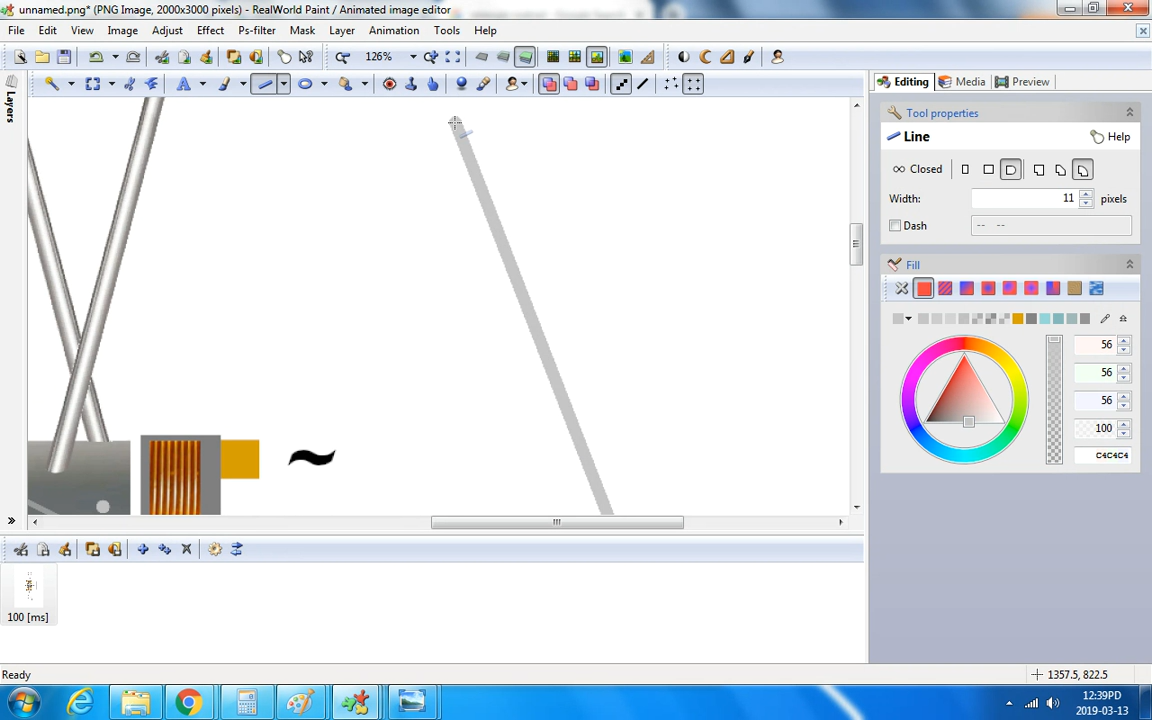 unnamed.png* (PNG Image, 2000x3000 pixels) - RealWorld Paint / Animated image editor
File Edit View Image Adjust Effect Ps-filter Mask Layer Animation Tools Help
126%
Layers
Editing Media Preview
Tool properties
Line Help
Closed
Width: 11 pixels
Dash -- --
Fill
56
56
56
100
C4C4C4
100 [ms]
Ready
1357.5, 822.5
12:39PD
2019-03-13